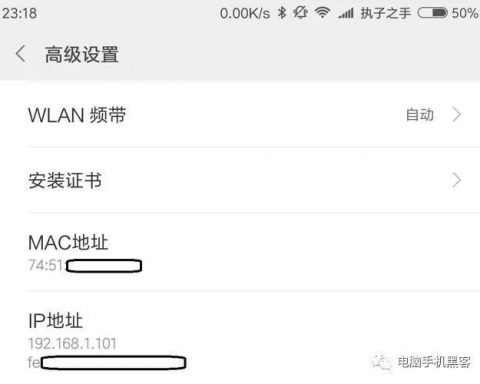 23:18 0.00K/s 执子之手 50%
高级设置
WLAN 频带 自动
安装证书
MAC地址
74:51:
IP地址
192.168.1.101
fe
电脑手机黑客